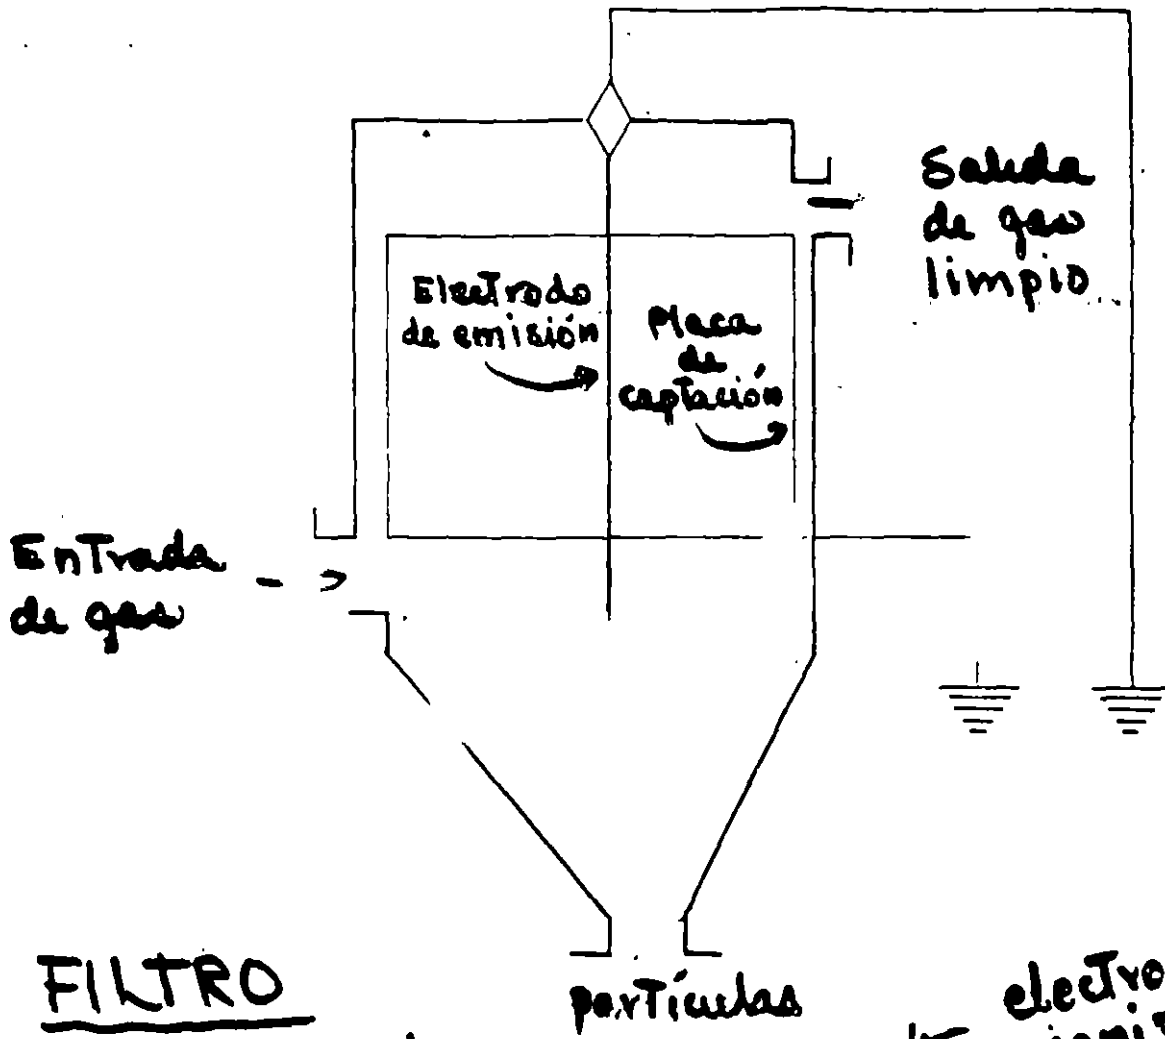 Salida
de gas
limpio
Electrodo
de emisión
Placa
de
captación
Entrada
de gas
FILTRO
partículas
electro